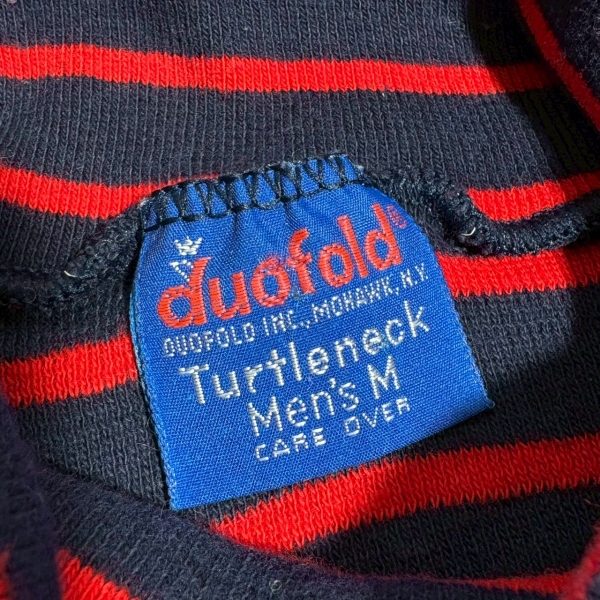 duofold®
DUOFOLD INC., MOHAWK, N.Y.
Turtleneck
Men's M
CARE OVER